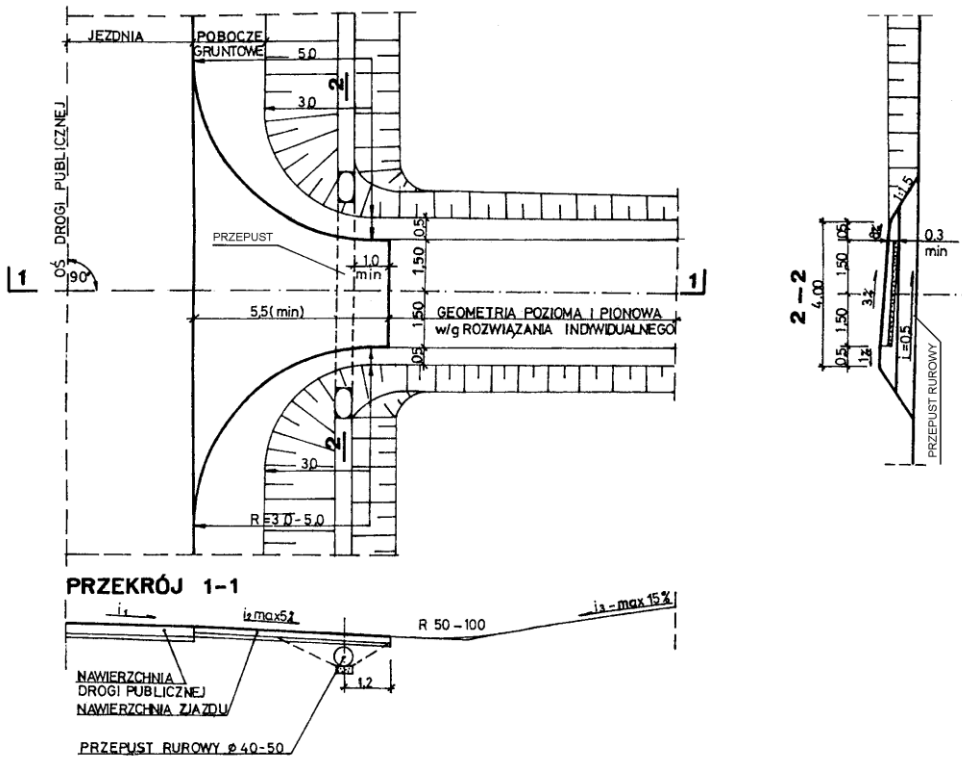 JEZDNIA
POBOCZE
GRUNTOWE
5,0
2
3,0
OŚ DROGI PUBLICZNEJ
PRZEPUST
1,0
min
0,5
1,50
1
90°
1
5,5(min)
GEOMETRIA POZIOMA I PIONOWA
w/g ROZWIĄZANIA INDYWIDUALNEGO
1,50
0,5
2
3,0
R=3,0-5,0
1:1,5
0,3
min
0,5
1,50
1,50
0,5
4,00
2-2
3%
i=0,5
PRZEPUST RUROWY
PRZEKRÓJ 1-1
i₁
i₂ max5%
R 50-100
i₃-max 15%
1,2
NAWIERZCHNIA
DROGI PUBLICZNEJ
NAWIERZCHNIA ZJAZDU
PRZEPUST RUROWY ø 40-50